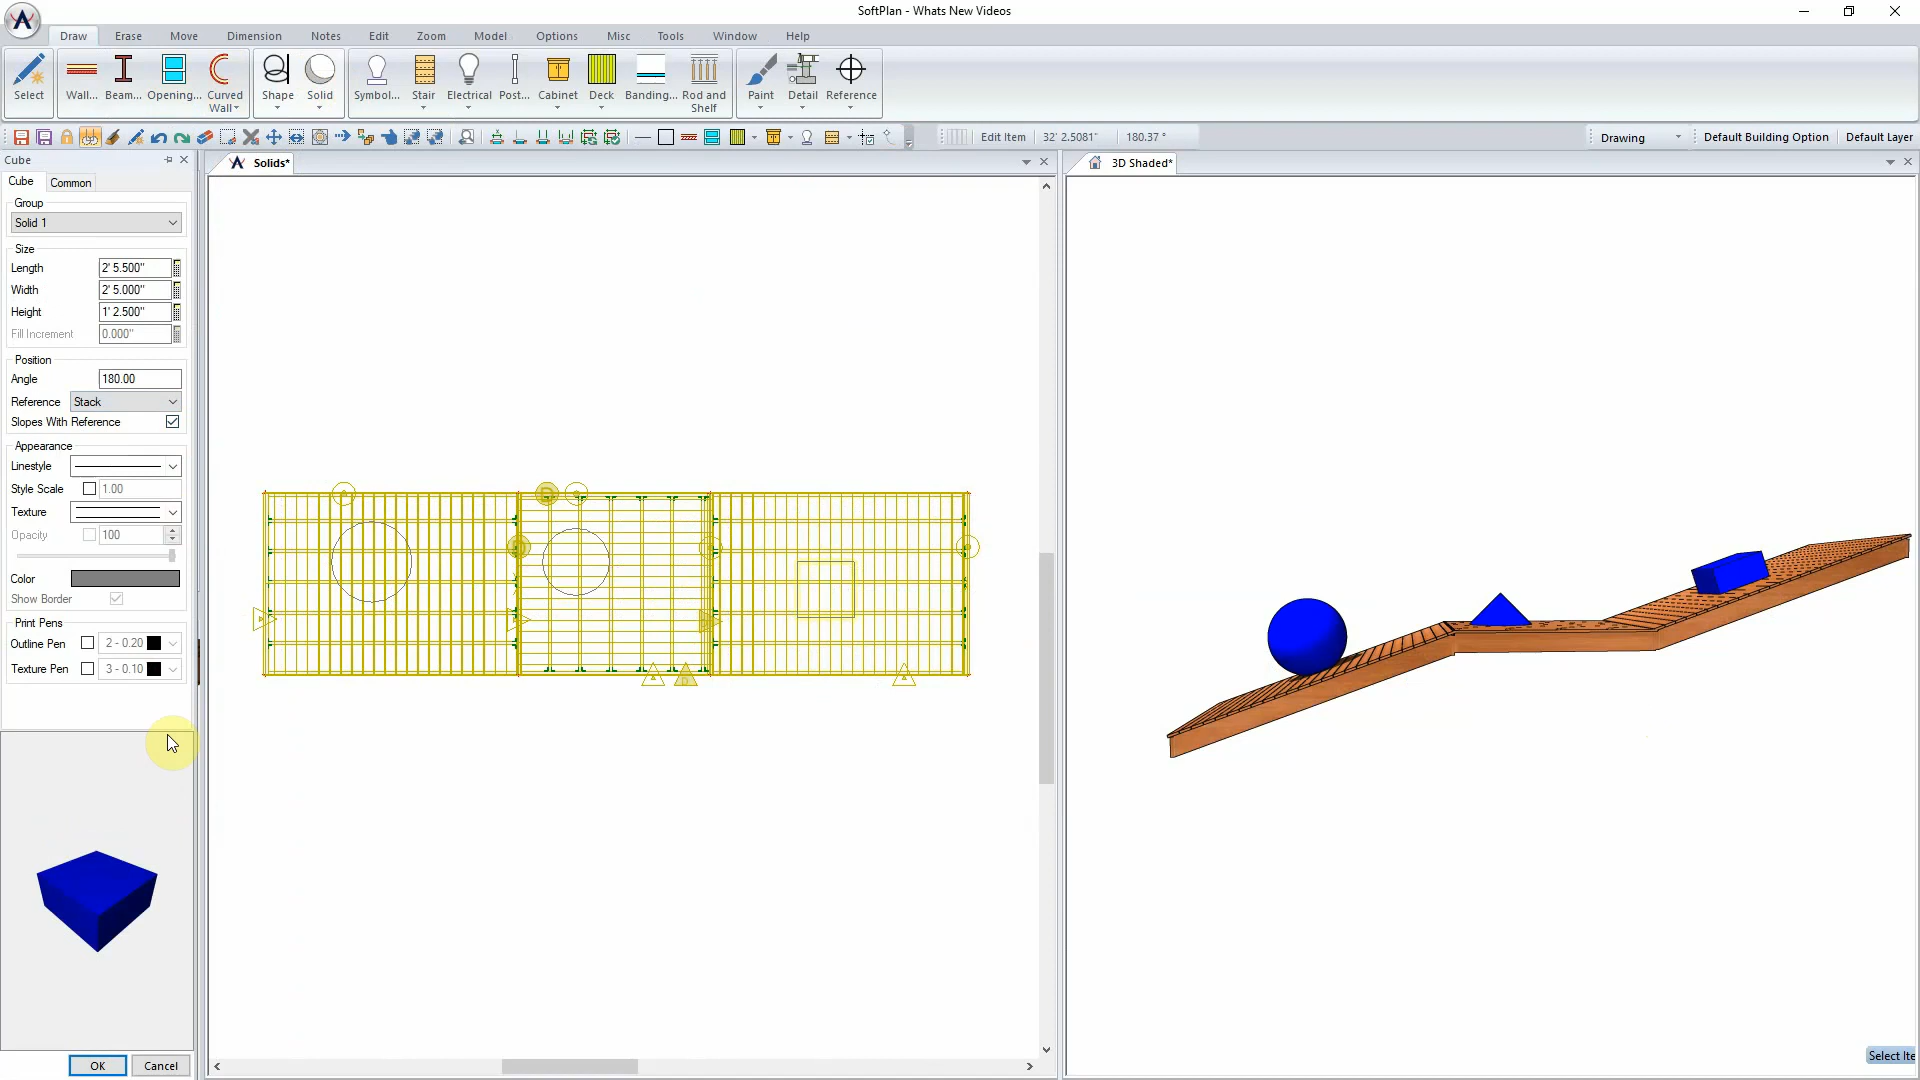 SoftPlan - Whats New Videos
Draw Erase Move Dimension Notes Edit Zoom Model Options Misc Tools Window Help
Select Wall... Beam... Opening... Curved Wall Shape Solid Symbol... Stair Electrical Post... Cabinet Deck Banding... Rod and Shelf Paint Detail Reference
Edit Item 32' 2.5081" 180.37 ° Drawing Default Building Option Default Layer
Cube
Solids*
3D Shaded*
Cube Common
Group
Solid 1
Size
Length 2' 5.500"
Width 2' 5.000"
Height 1' 2.500"
Fill Increment 0.000"
Position
Angle 180.00
Reference Stack
Slopes With Reference
Appearance
Linestyle
Style Scale 1.00
Texture
Opacity 100
Color
Show Border
Print Pens
Outline Pen 2 - 0.20
Texture Pen 3 - 0.10
OK Cancel
Select Ite